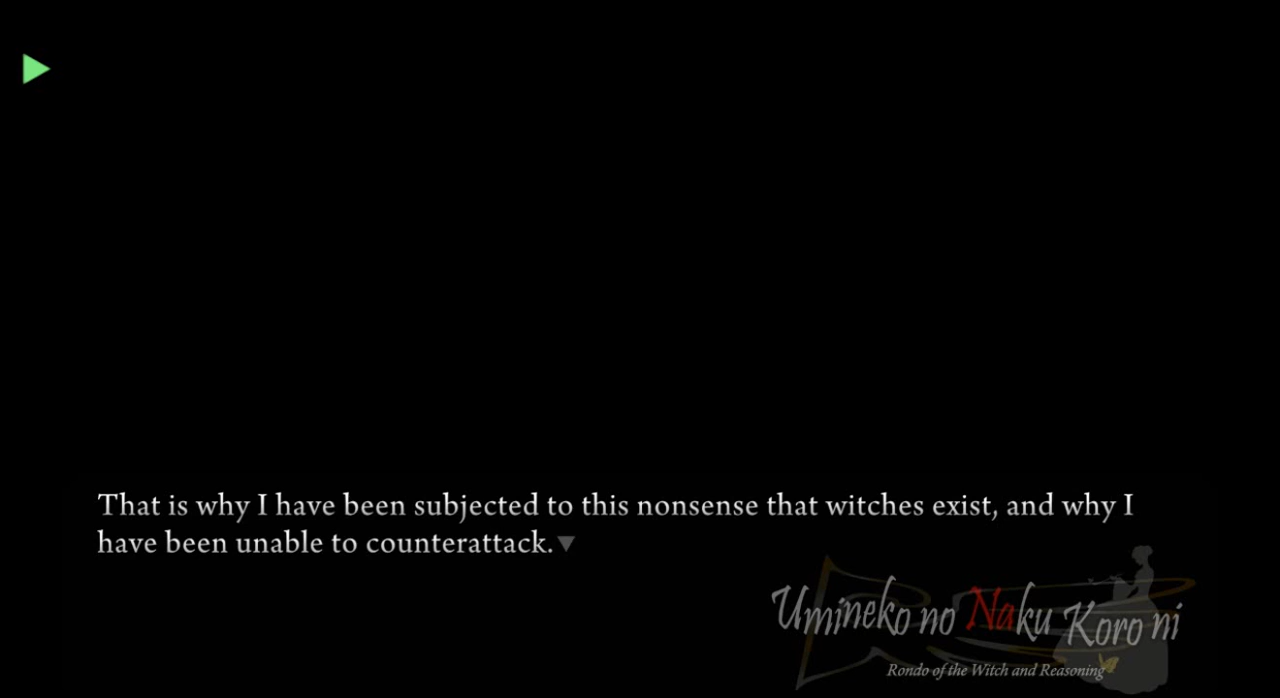 That is why I have been subjected to this nonsense that witches exist, and why I
have been unable to counterattack.
Umineko no Naku Koro ni
Rondo of the Witch and Reasoning